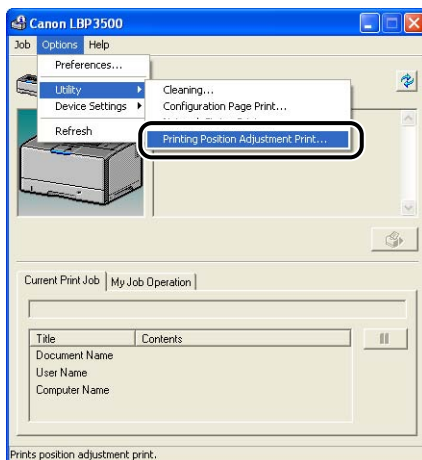 Canon LBP3500
Job Options Help
Preferences...
Utility
Device Settings
Refresh
Cleaning...
Configuration Page Print...
Printing Position Adjustment Print...
Current Print Job My Job Operation
Title Contents
Document Name
User Name
Computer Name
Prints position adjustment print.